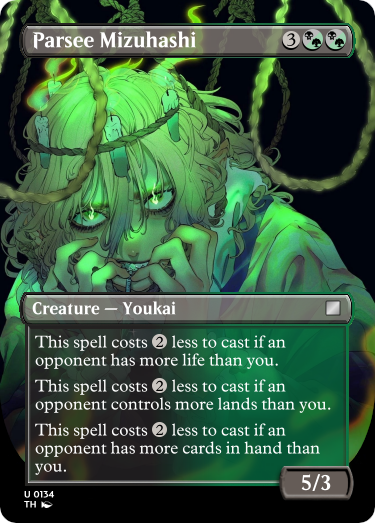 Parsee Mizuhashi 3
Creature — Youkai
This spell costs 2 less to cast if an
opponent has more life than you.
This spell costs 2 less to cast if an
opponent controls more lands than you.
This spell costs 2 less to cast if an
opponent has more cards in hand than
you.
5/3
U 0134
TH